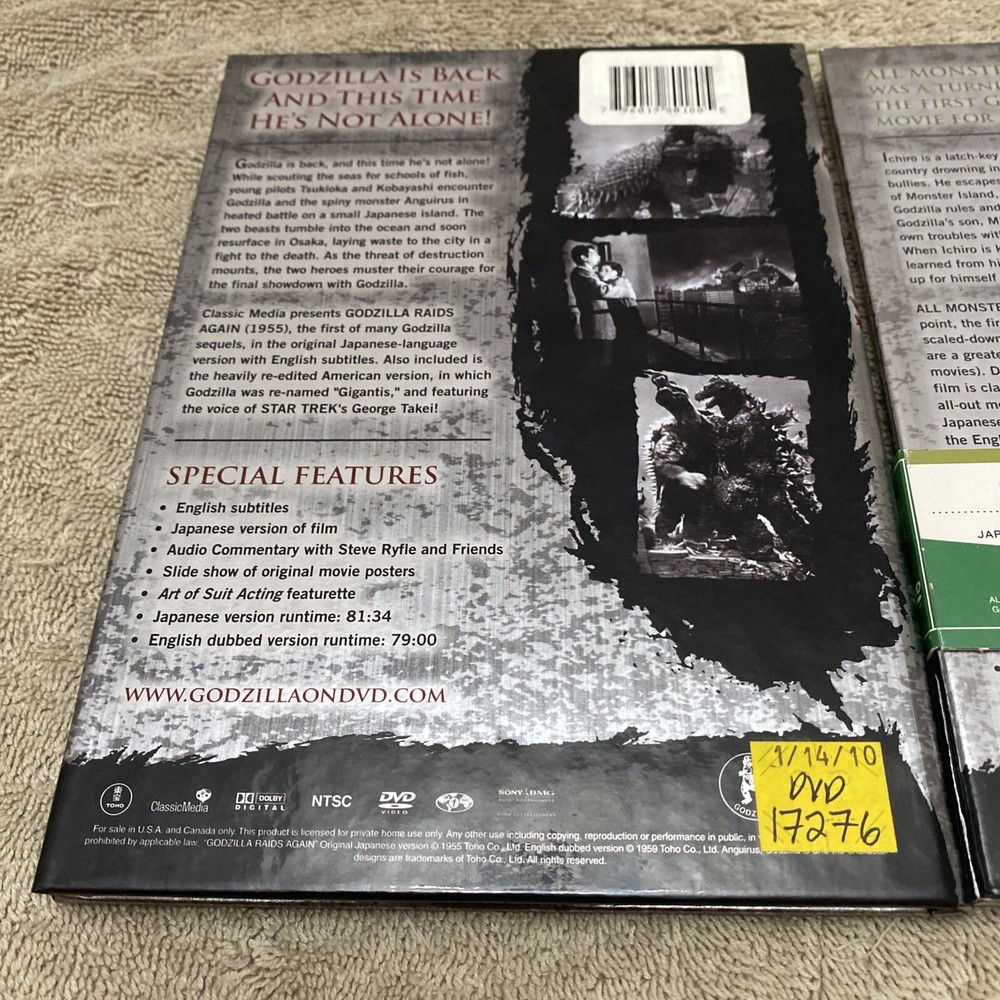 GODZILLA IS BACK
AND THIS TIME
HE'S NOT ALONE!
Godzilla is back, and this time he's not alone!
While scouting the seas for schools of fish,
young pilots Tsukioka and Kobayashi encounter
Godzilla and the spiny monster Anguirus in
heated battle on a small Japanese island. The
two beasts tumble into the ocean and soon
resurface in Osaka, laying waste to the city in a
fight to the death. As the threat of destruction
mounts, the two heroes muster their courage for
the final showdown with Godzilla.
Classic Media presents GODZILLA RAIDS
AGAIN (1955), the first of many Godzilla
sequels, in the original Japanese-language
version with English subtitles. Also included is
the heavily re-edited American version, in which
Godzilla was re-named "Gigantis," and featuring
the voice of STAR TREK's George Takei!
SPECIAL FEATURES
• English subtitles
• Japanese version of film
• Audio Commentary with Steve Ryfle and Friends
• Slide show of original movie posters
• Art of Suit Acting featurette
• Japanese version runtime: 81:34
• English dubbed version runtime: 79:00
WWW.GODZILLAONDVD.COM
TOHO
ClassicMedia
DOLBY
DIGITAL
NTSC
DVD
VIDEO
1
SONY BMG
MUSIC ENTERTAINMENT
HOME ENTERTAINMENT
For sale in U.S.A. and Canada only. This product is licensed for private home use only. Any other use including copying, reproduction or performance in public, in
prohibited by applicable law. "GODZILLA RAIDS AGAIN" Original Japanese version © 1955 Toho Co., Ltd. English dubbed version © 1959 Toho Co., Ltd. Anguirus,
designs are trademarks of Toho Co., Ltd. All rights reserved.
1/14/10
DVD
17276
ALL MONSTE
WAS A TURN
THE FIRST G
MOVIE FOR
Ichiro is a latch-key
country drowning in
bullies. He escapes
of Monster Island,
Godzilla rules and
Godzilla's son, M
own troubles wit
When Ichiro is k
learned from hi
up for himself
ALL MONSTE
point, the fir
scaled-down
are a greate
movies). D
film is cla
all-out m
Japanese
the Eng
JAP
AL
G